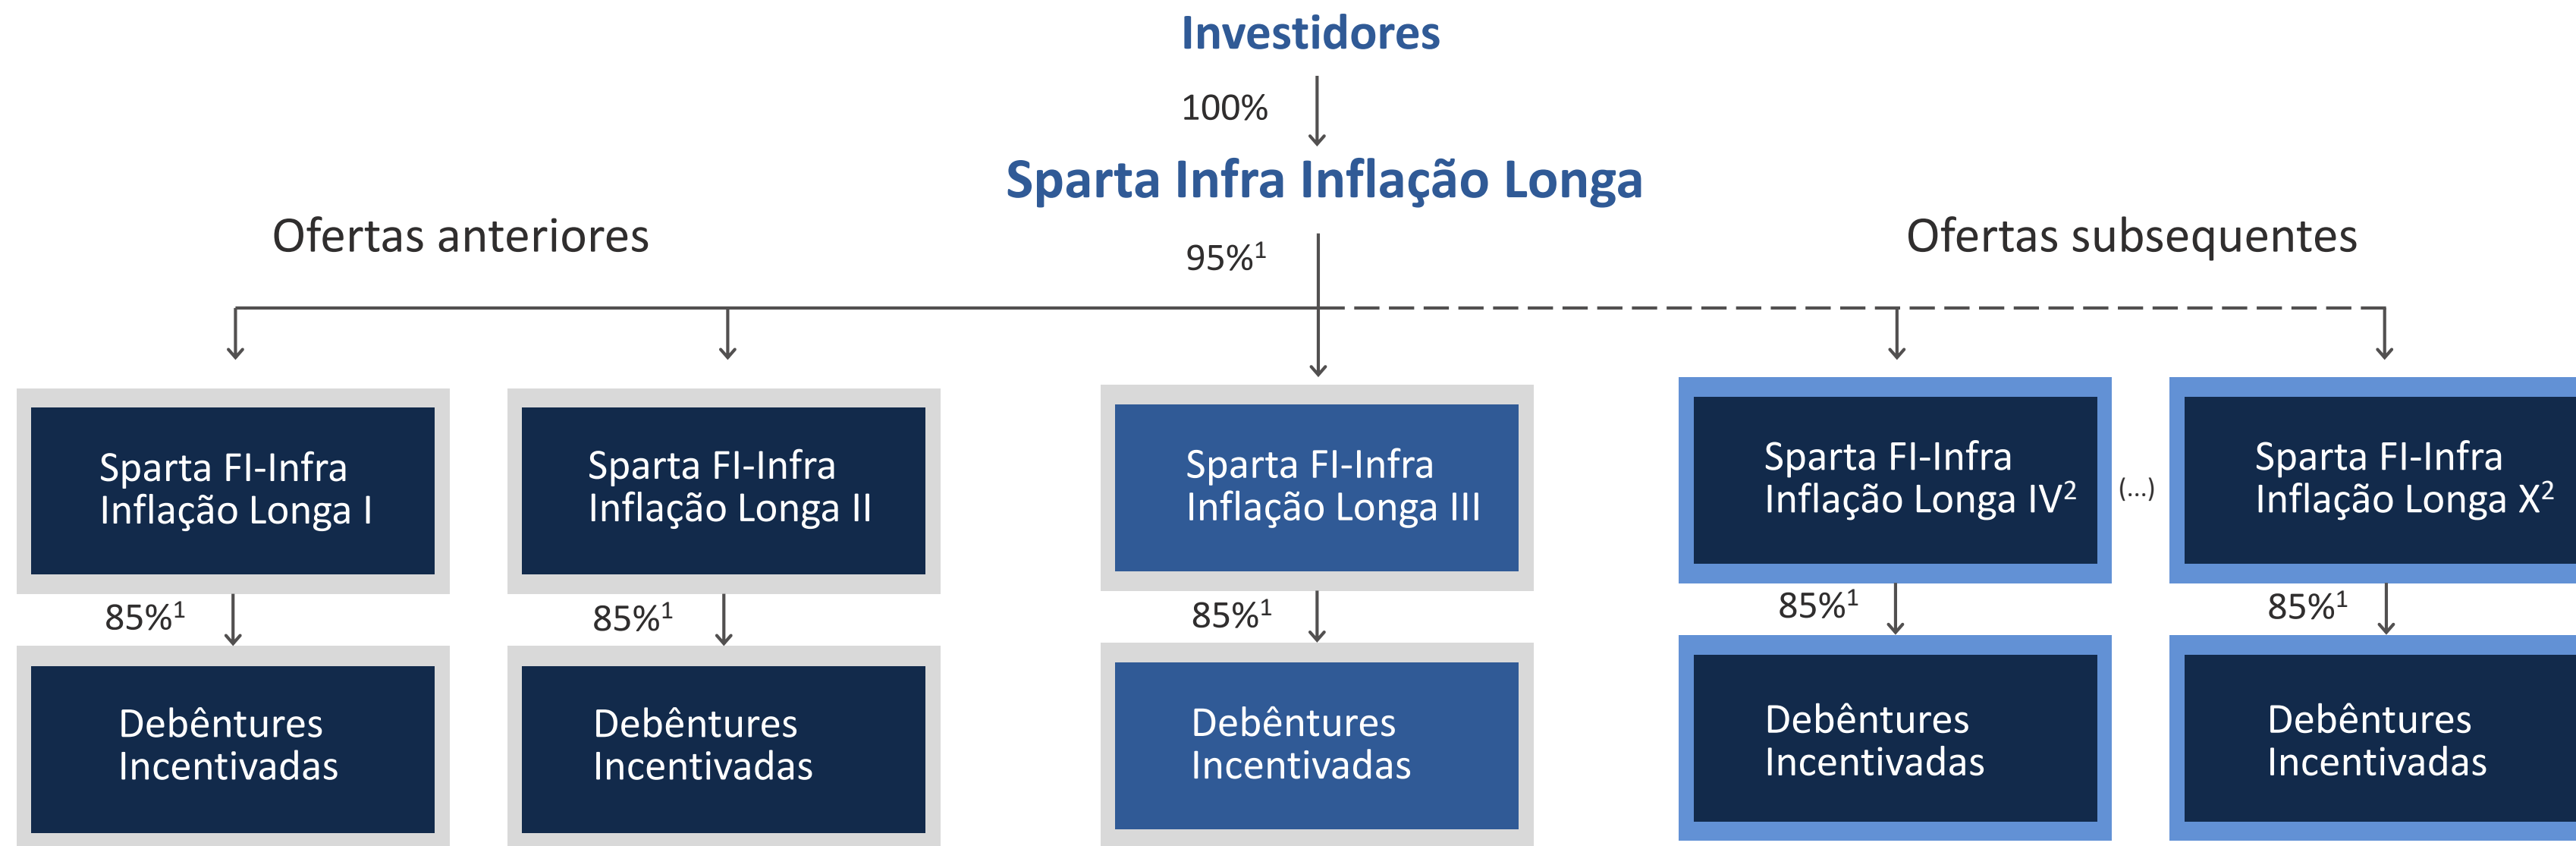 Investidores
100%
Sparta Infra Inflação Longa
Ofertas anteriores
95%¹
Ofertas subsequentes
Sparta FI-Infra
Inflação Longa I
Sparta FI-Infra
Inflação Longa II
Sparta FI-Infra
Inflação Longa III
Sparta FI-Infra
Inflação Longa IV²
(...)
Sparta FI-Infra
Inflação Longa X²
85%¹
85%¹
85%¹
85%¹
85%¹
Debêntures
Incentivadas
Debêntures
Incentivadas
Debêntures
Incentivadas
Debêntures
Incentivadas
Debêntures
Incentivadas